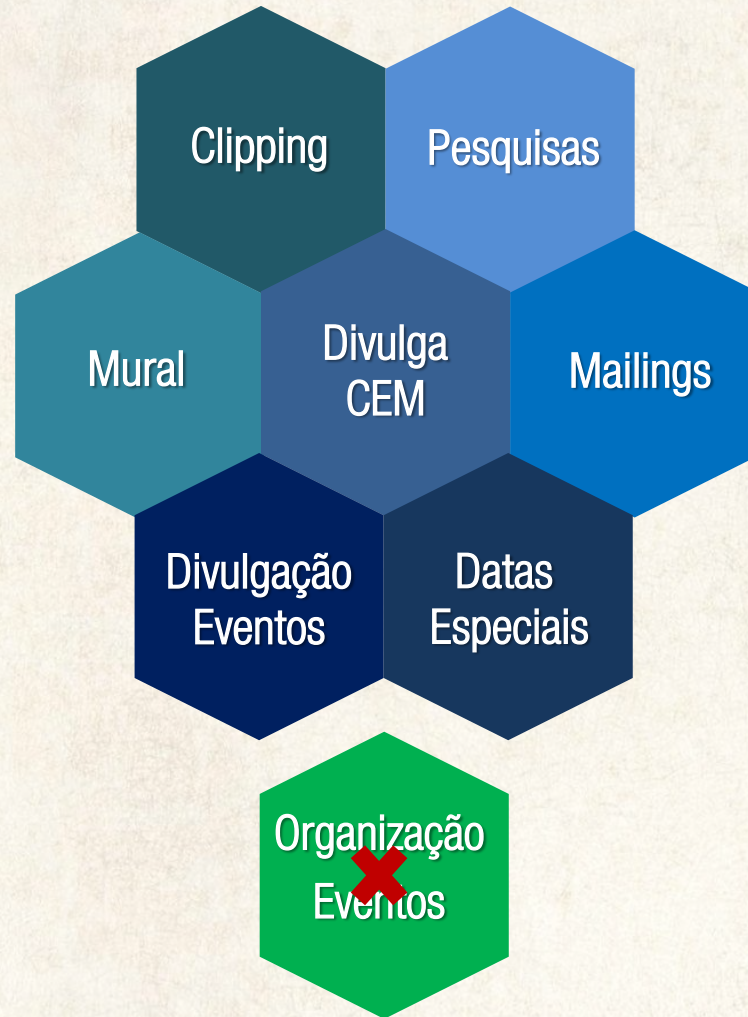 Clipping
Pesquisas
Mural
Divulga
CEM
Mailings
Divulgação
Eventos
Datas
Especiais
Organização
Eventos